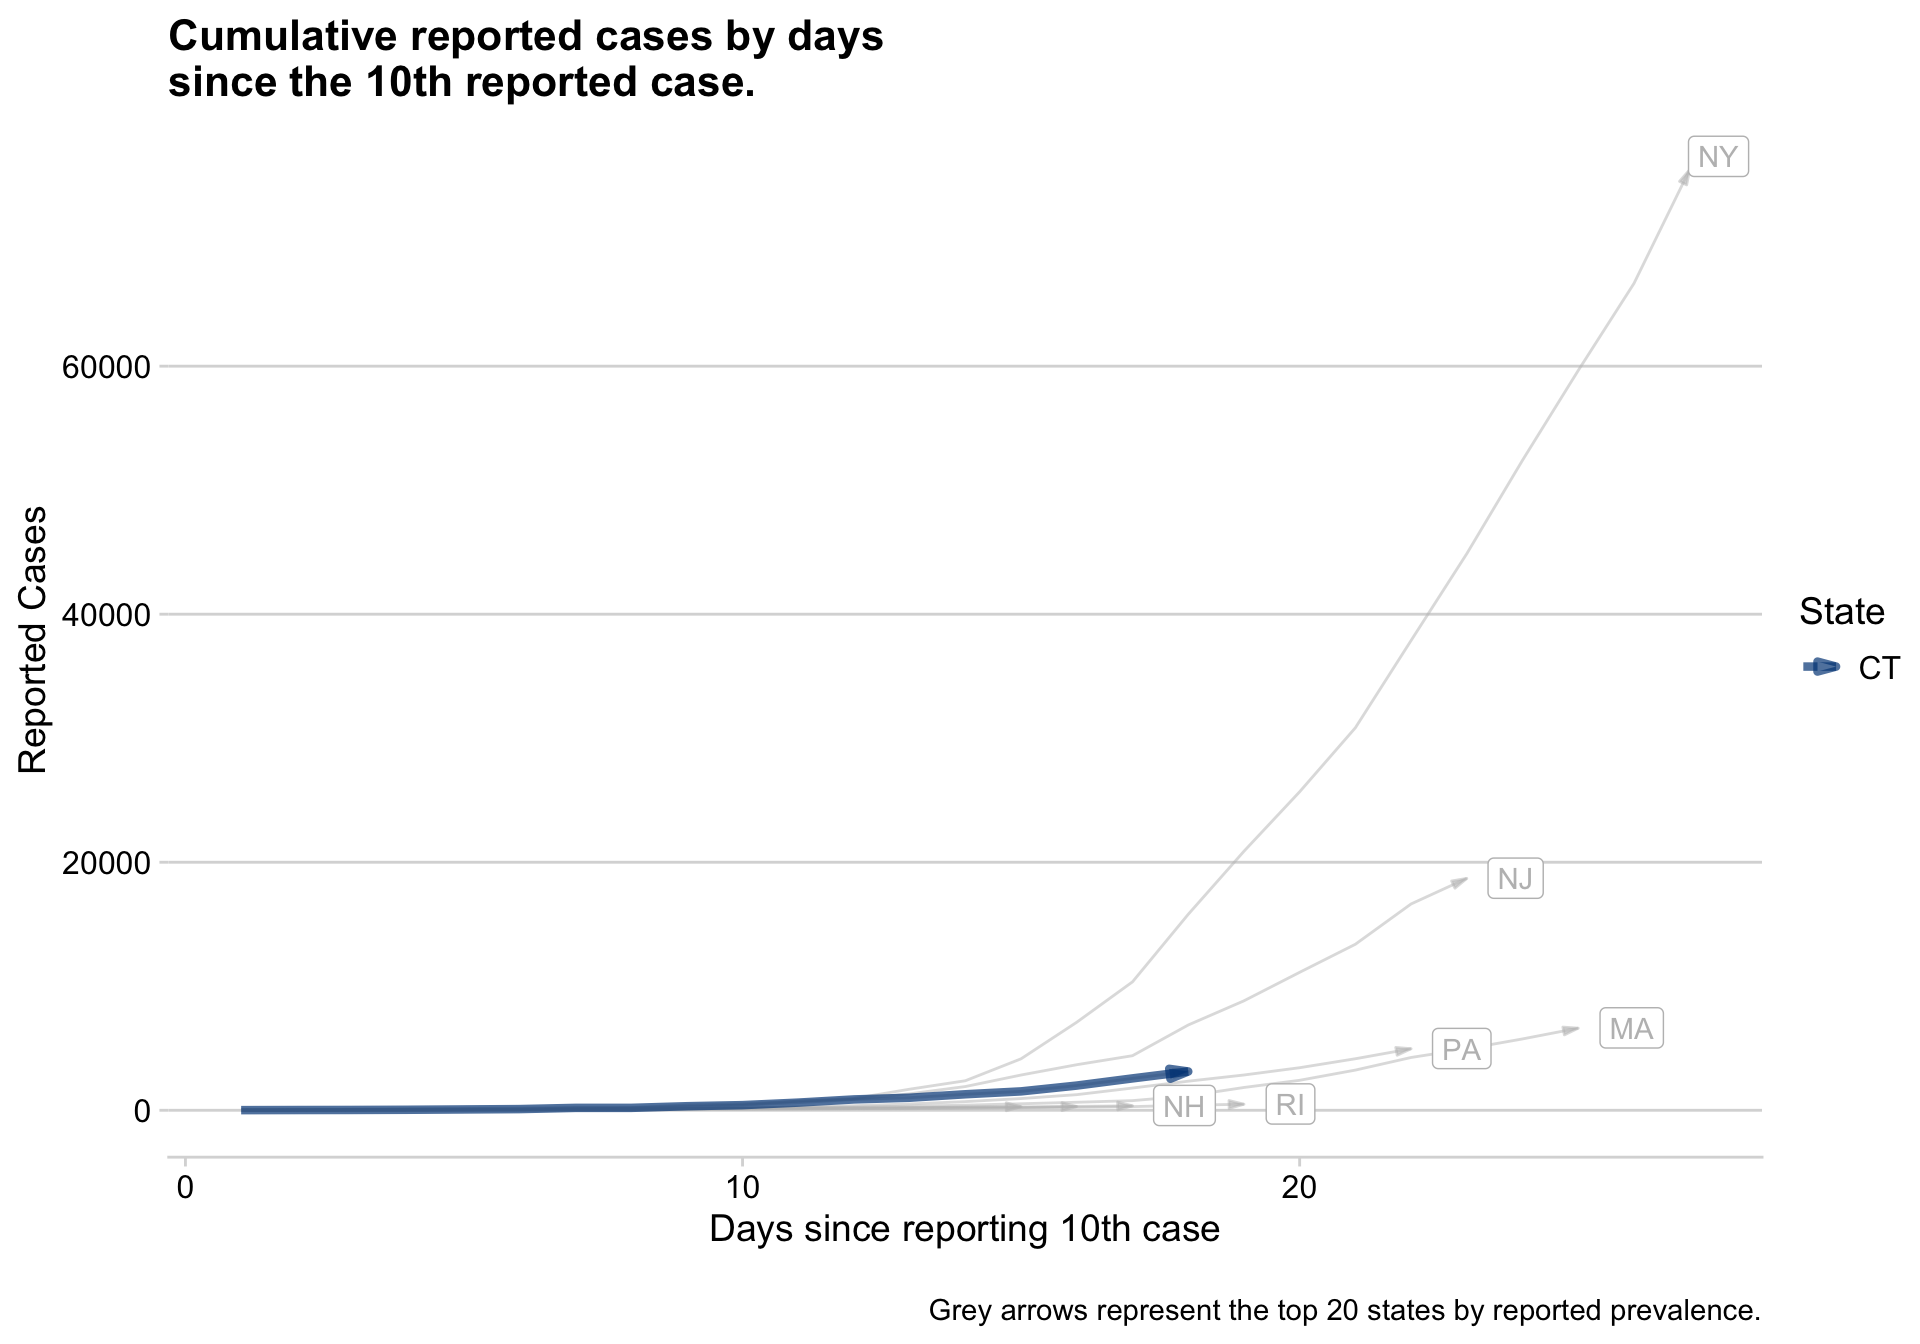 Cumulative reported cases by days
since the 10th reported case.
NY
60000
40000
20000
0
Reported Cases
NJ
MA
PA
NH
RI
State
CT
0
10
20
Days since reporting 10th case
Grey arrows represent the top 20 states by reported prevalence.